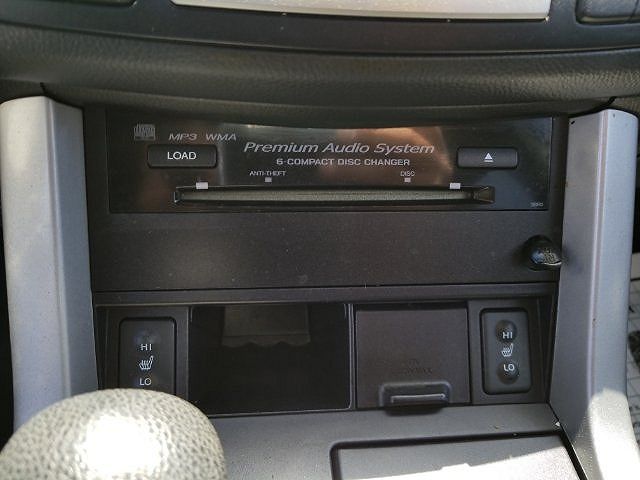 MP3 WMA
LOAD
Premium Audio System
6-COMPACT DISC CHANGER
ANTI-THEFT
DISC
HI
LO
HI
LO